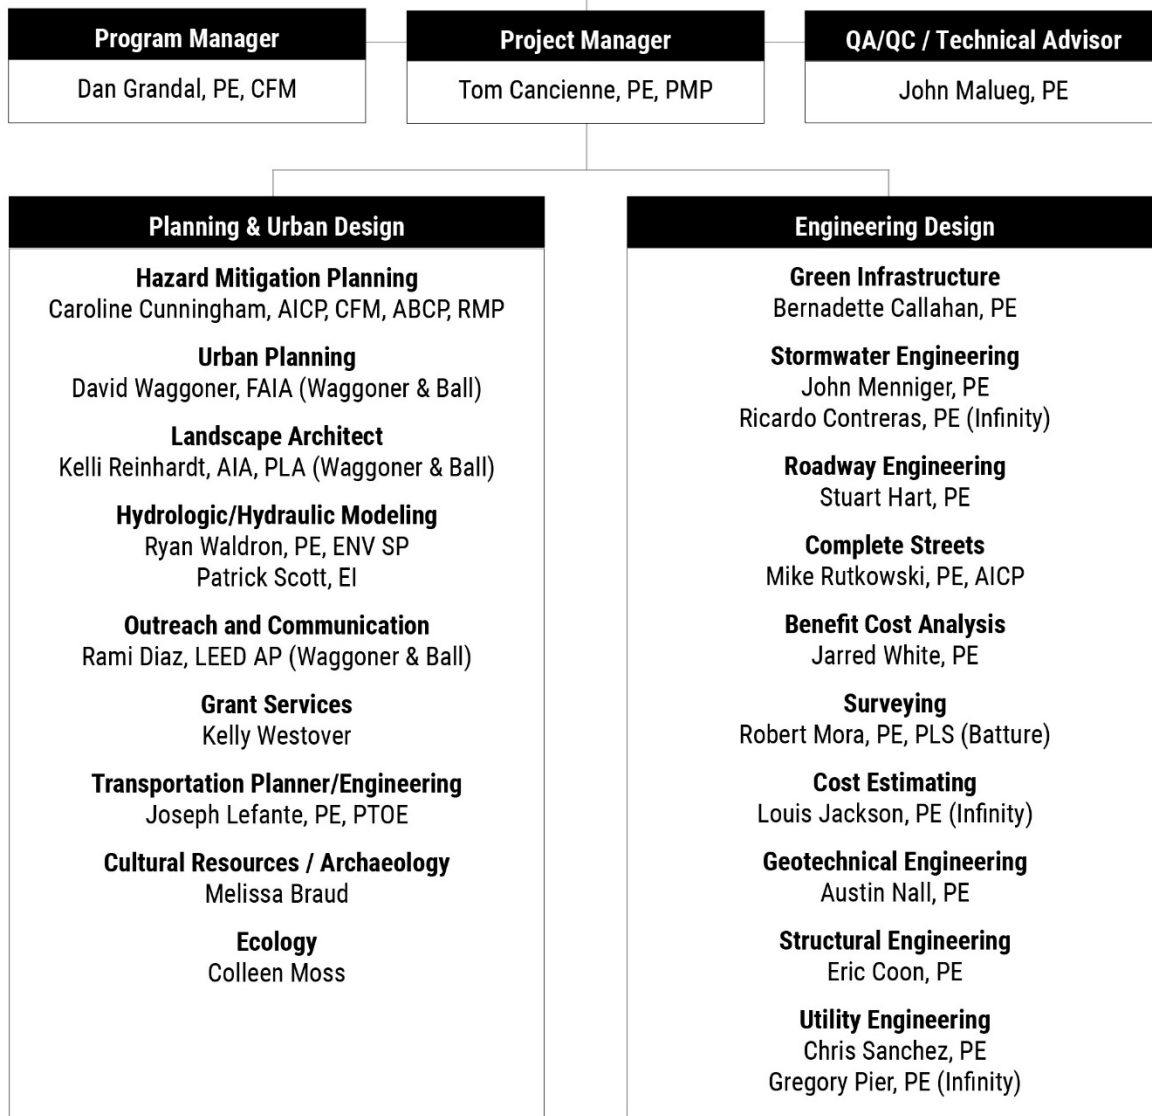 Program Manager
Dan Grandal, PE, CFM
Project Manager
Tom Cancienne, PE, PMP
QA/QC / Technical Advisor
John Malueg, PE
Planning & Urban Design
Hazard Mitigation Planning
Caroline Cunningham, AICP, CFM, ABCP, RMP
Urban Planning
David Waggoner, FAIA (Waggoner & Ball)
Landscape Architect
Kelli Reinhardt, AIA, PLA (Waggoner & Ball)
Hydrologic/Hydraulic Modeling
Ryan Waldron, PE, ENV SP
Patrick Scott, EI
Outreach and Communication
Rami Diaz, LEED AP (Waggoner & Ball)
Grant Services
Kelly Westover
Transportation Planner/Engineering
Joseph Lefante, PE, PTOE
Cultural Resources / Archaeology
Melissa Braud
Ecology
Colleen Moss
Engineering Design
Green Infrastructure
Bernadette Callahan, PE
Stormwater Engineering
John Menniger, PE
Ricardo Contreras, PE (Infinity)
Roadway Engineering
Stuart Hart, PE
Complete Streets
Mike Rutkowski, PE, AICP
Benefit Cost Analysis
Jarred White, PE
Surveying
Robert Mora, PE, PLS (Batture)
Cost Estimating
Louis Jackson, PE (Infinity)
Geotechnical Engineering
Austin Nall, PE
Structural Engineering
Eric Coon, PE
Utility Engineering
Chris Sanchez, PE
Gregory Pier, PE (Infinity)